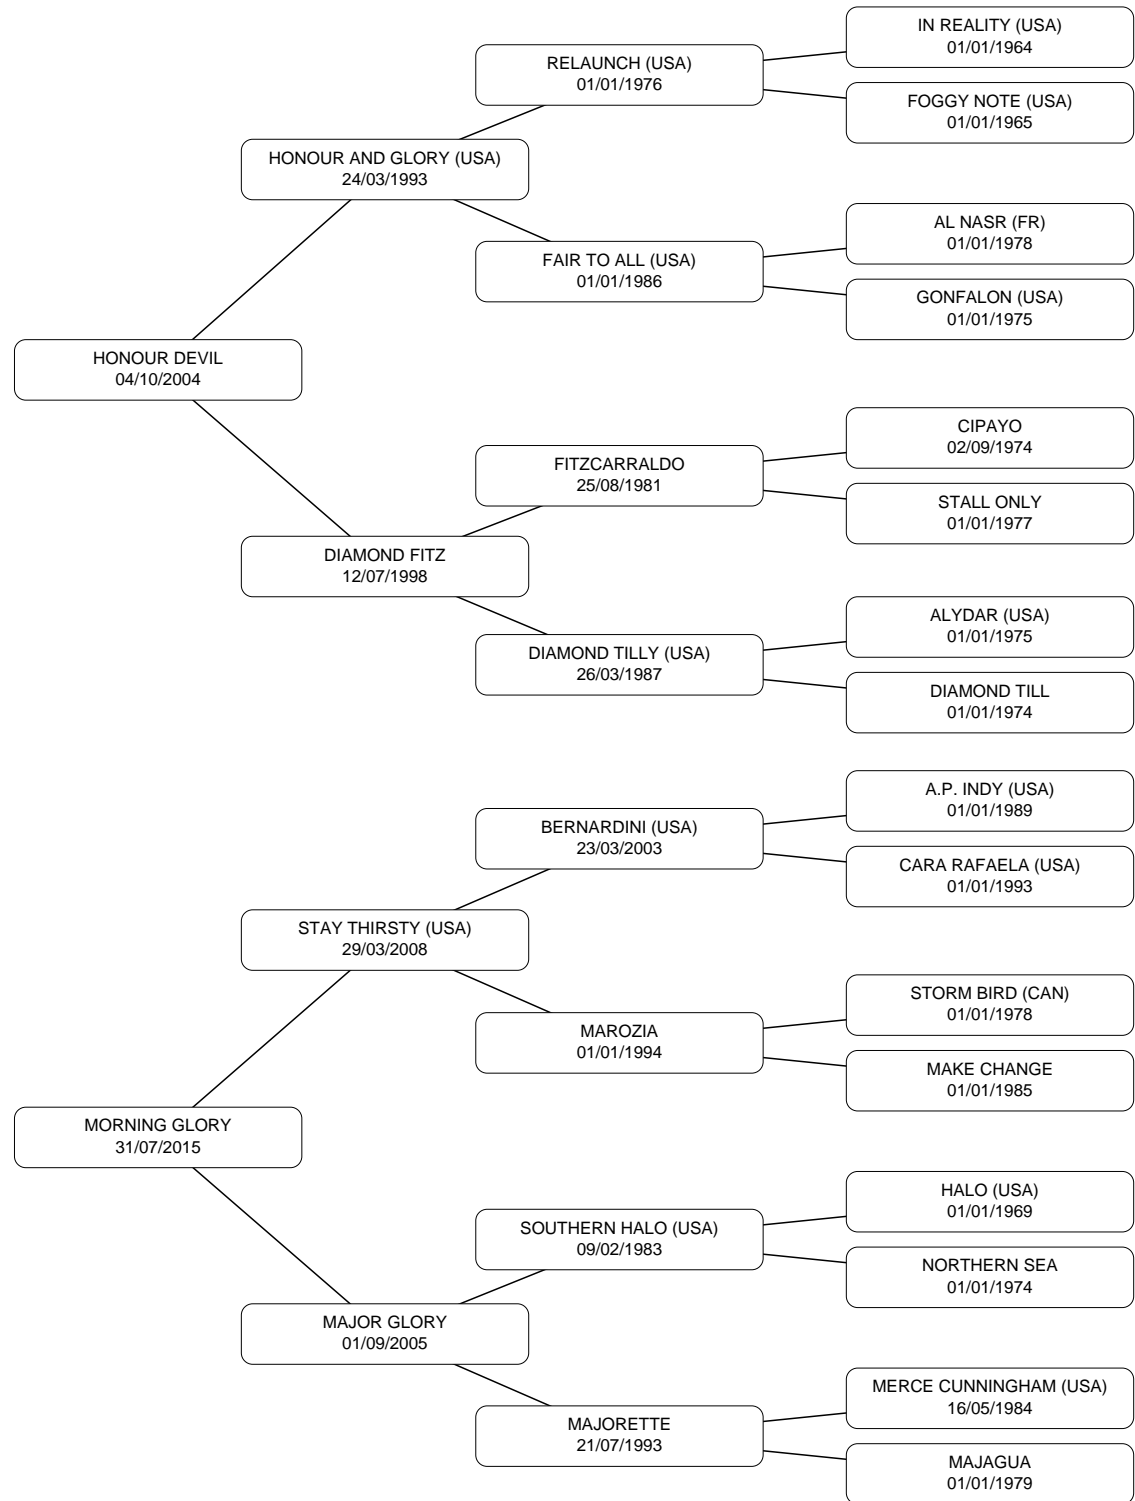 IN REALITY (USA)
01/01/1964
RELAUNCH (USA)
01/01/1976
FOGGY NOTE (USA)
01/01/1965
HONOUR AND GLORY (USA)
24/03/1993
AL NASR (FR)
01/01/1978
FAIR TO ALL (USA)
01/01/1986
GONFALON (USA)
01/01/1975
HONOUR DEVIL
04/10/2004
CIPAYO
02/09/1974
FITZCARRALDO
25/08/1981
STALL ONLY
01/01/1977
DIAMOND FITZ
12/07/1998
ALYDAR (USA)
01/01/1975
DIAMOND TILLY (USA)
26/03/1987
DIAMOND TILL
01/01/1974
A.P. INDY (USA)
01/01/1989
BERNARDINI (USA)
23/03/2003
CARA RAFAELA (USA)
01/01/1993
STAY THIRSTY (USA)
29/03/2008
STORM BIRD (CAN)
01/01/1978
MAROZIA
01/01/1994
MAKE CHANGE
01/01/1985
MORNING GLORY
31/07/2015
HALO (USA)
01/01/1969
SOUTHERN HALO (USA)
09/02/1983
NORTHERN SEA
01/01/1974
MAJOR GLORY
01/09/2005
MERCE CUNNINGHAM (USA)
16/05/1984
MAJORETTE
21/07/1993
MAJAGUA
01/01/1979